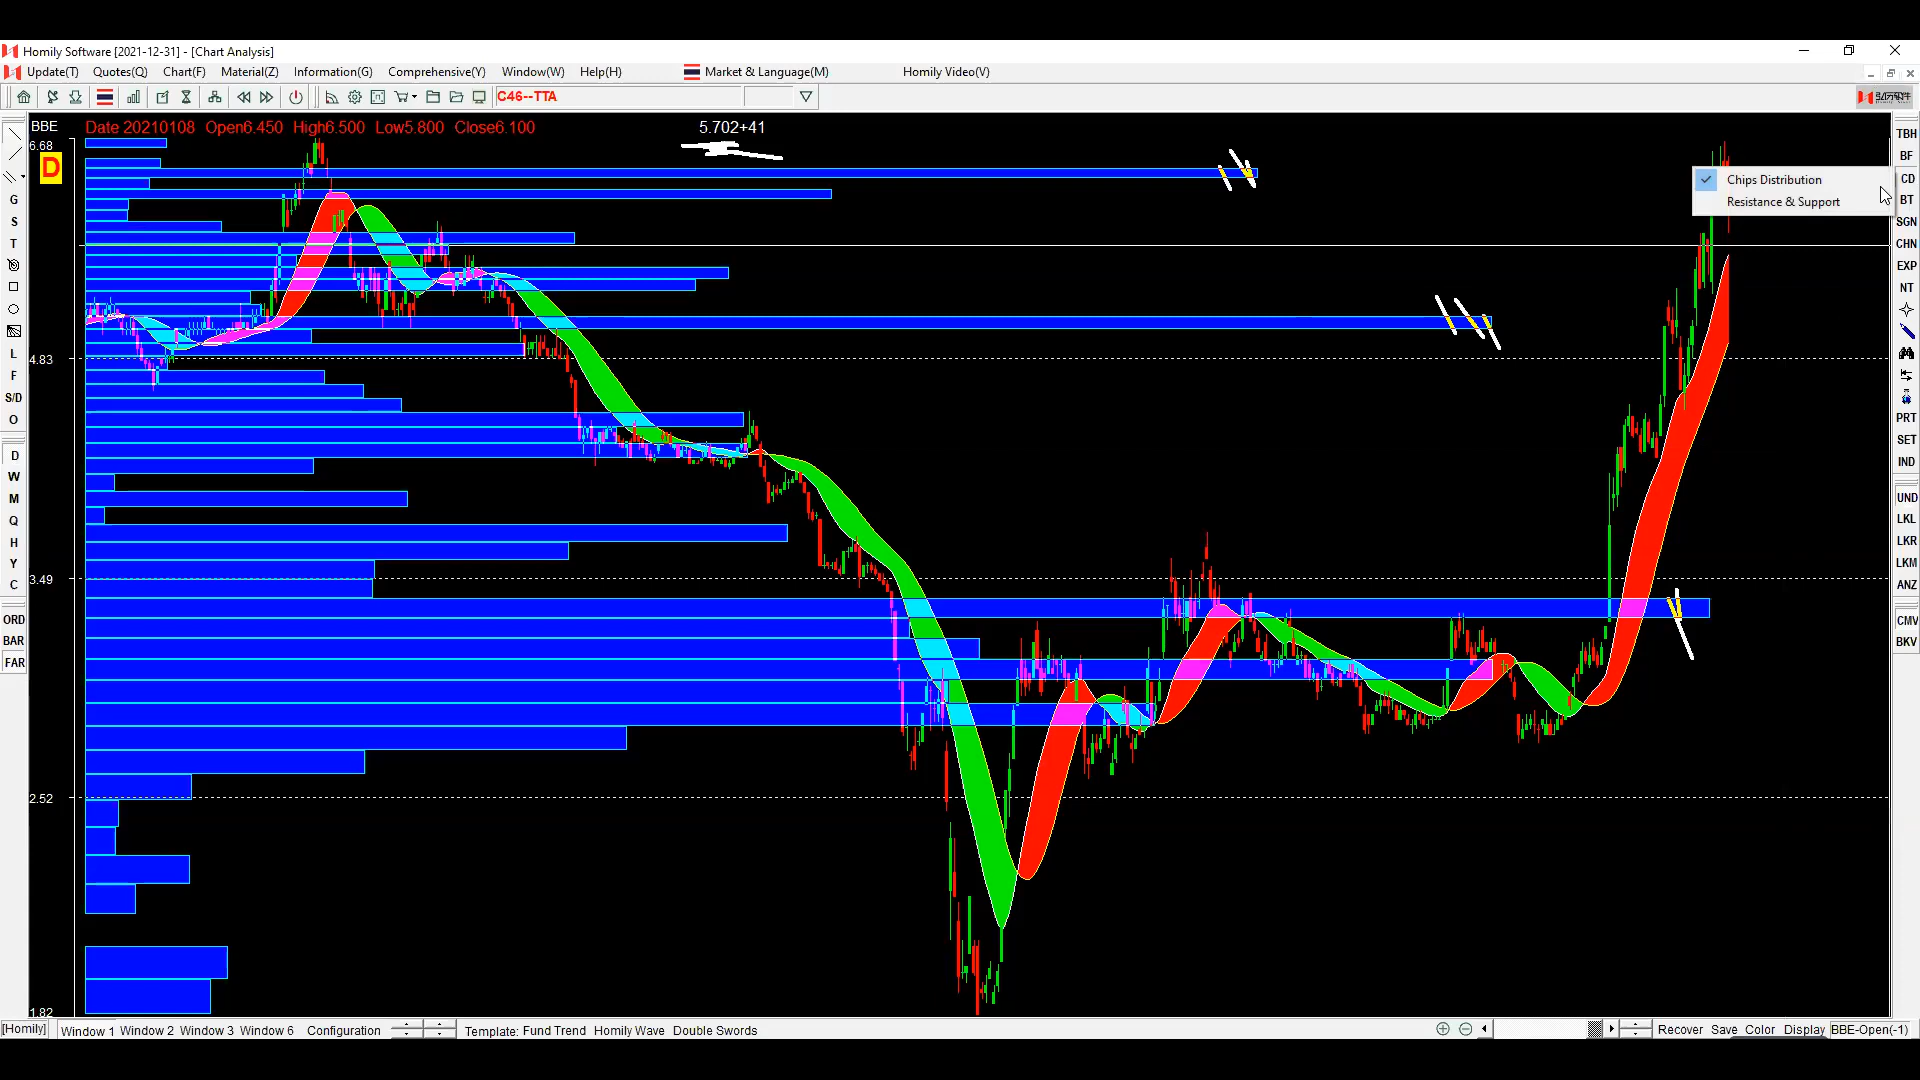 Homily Software [2021-12-31] - [Chart Analysis]
Update(T) Quotes(Q) Chart(F) Material(Z) Information(G) Comprehensive(Y) Window(W) Help(H) Market & Language(M) Homily Video(V)
C46--TTA
BBE Date 20210108 Open6.450 High6.500 Low5.800 Close6.100 5.702+41
6.68
D
4.83
3.49
2.52
1.82
Chips Distribution
Resistance & Support
G
S
T
L
F
S/D
O
D
W
M
Q
H
Y
C
ORD
BAR
FAR
TBH
BF
CD
BT
SGN
CHN
EXP
NT
PRT
SET
IND
UND
LKL
LKR
LKM
ANZ
CMV
BKV
[Homily] Window 1 Window 2 Window 3 Window 6 Configuration Template: Fund Trend Homily Wave Double Swords Recover Save Color Display BBE-Open(-1)